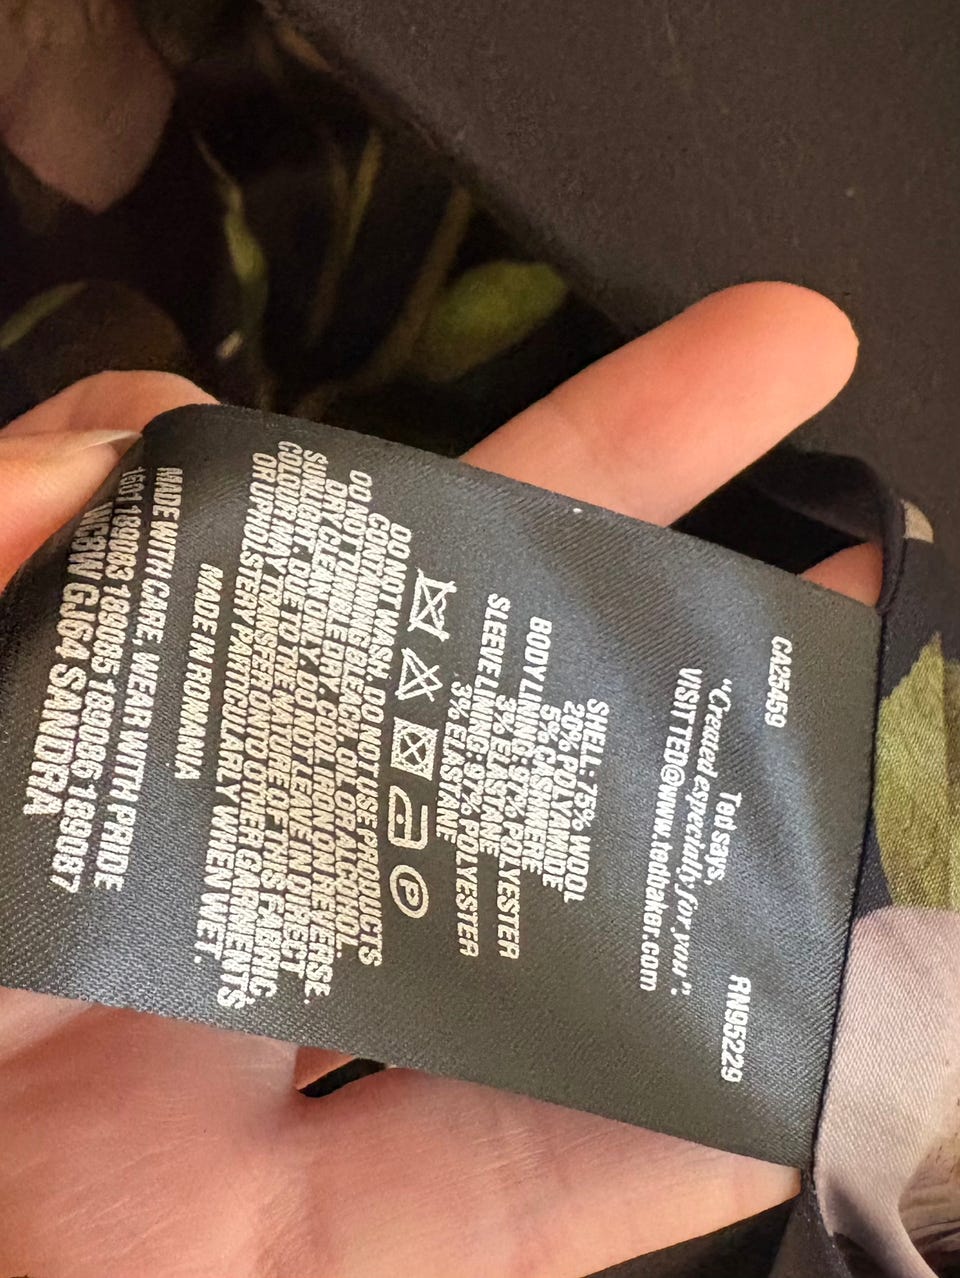 CA25459 RN95229
Ted says,
"Created especially for you".
VISIT TED@www.tedbaker.com
SHELL: 75% WOOL
20% POLYAMIDE
5% CASHMERE
BODY LINING: 97% POLYESTER
3% ELASTANE
SLEEVE LINING: 97% POLYESTER
3% ELASTANE
P
DO NOT WASH. DO NOT USE PRODUCTS
CONTAINING BLEACH, OIL OR ALCOHOL.
DO NOT TUMBLE DRY. COOL IRON ON REVERSE.
DRY CLEAN ONLY. DO NOT LEAVE IN DIRECT
SUNLIGHT. DUE TO THE NATURE OF THIS FABRIC,
COLOUR MAY TRANSFER ONTO OTHER GARMENTS
OR UPHOLSTERY PARTICULARLY WHEN WET.
MADE IN ROMANIA
MADE WITH CARE, WEAR WITH PRIDE
1601 189083 189085 189086 189087
WC8W GJG4 SANDRA